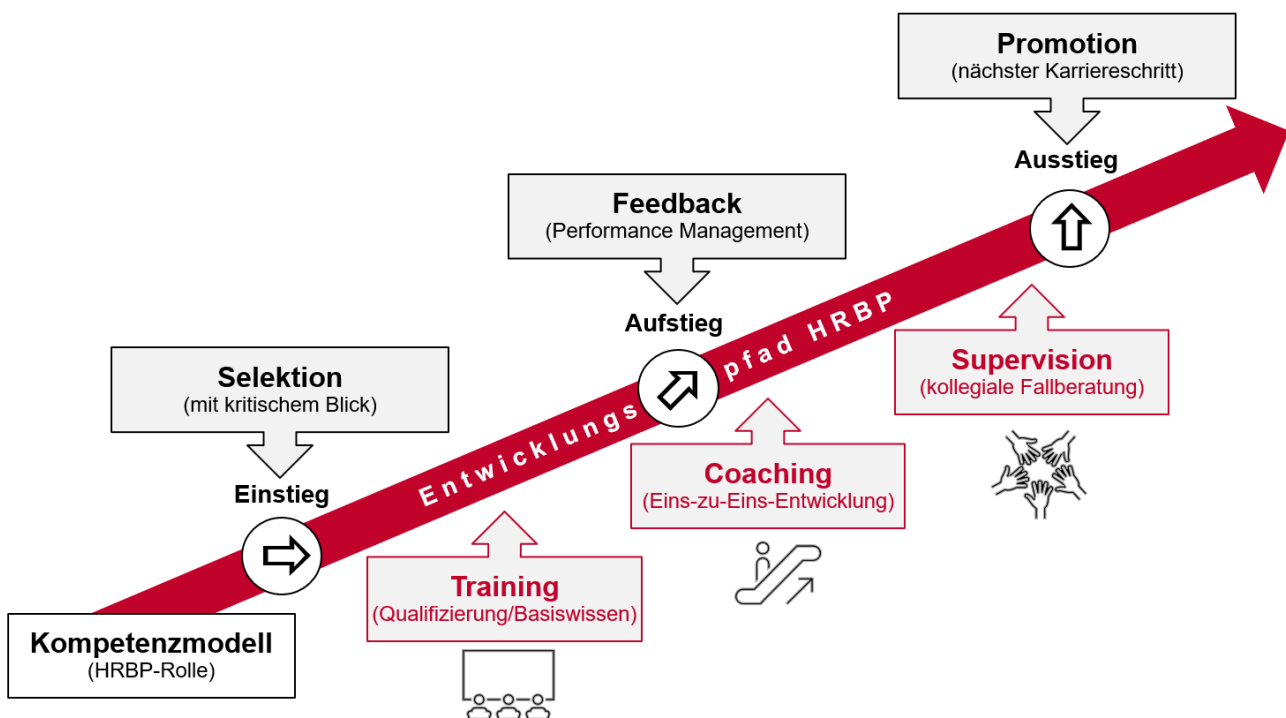 Promotion
(nächster Karriereschritt)
Ausstieg
Feedback
(Performance Management)
Aufstieg
Selektion
(mit kritischem Blick)
Einstieg
Entwicklungspfad HRBP
Supervision
(kollegiale Fallberatung)
Coaching
(Eins-zu-Eins-Entwicklung)
Training
(Qualifizierung/Basiswissen)
Kompetenzmodell
(HRBP-Rolle)